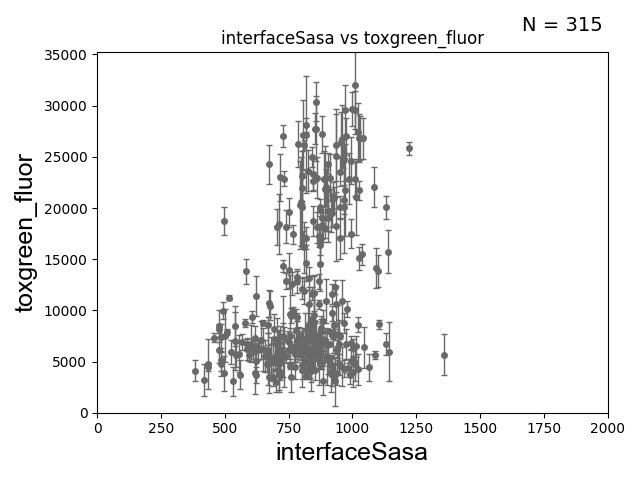 N = 315
interfaceSasa vs toxgreen_fluor
35000
30000
25000
20000
15000
10000
5000
0
toxgreen_fluor
0 250 500 750 1000 1250 1500 1750 2000
interfaceSasa